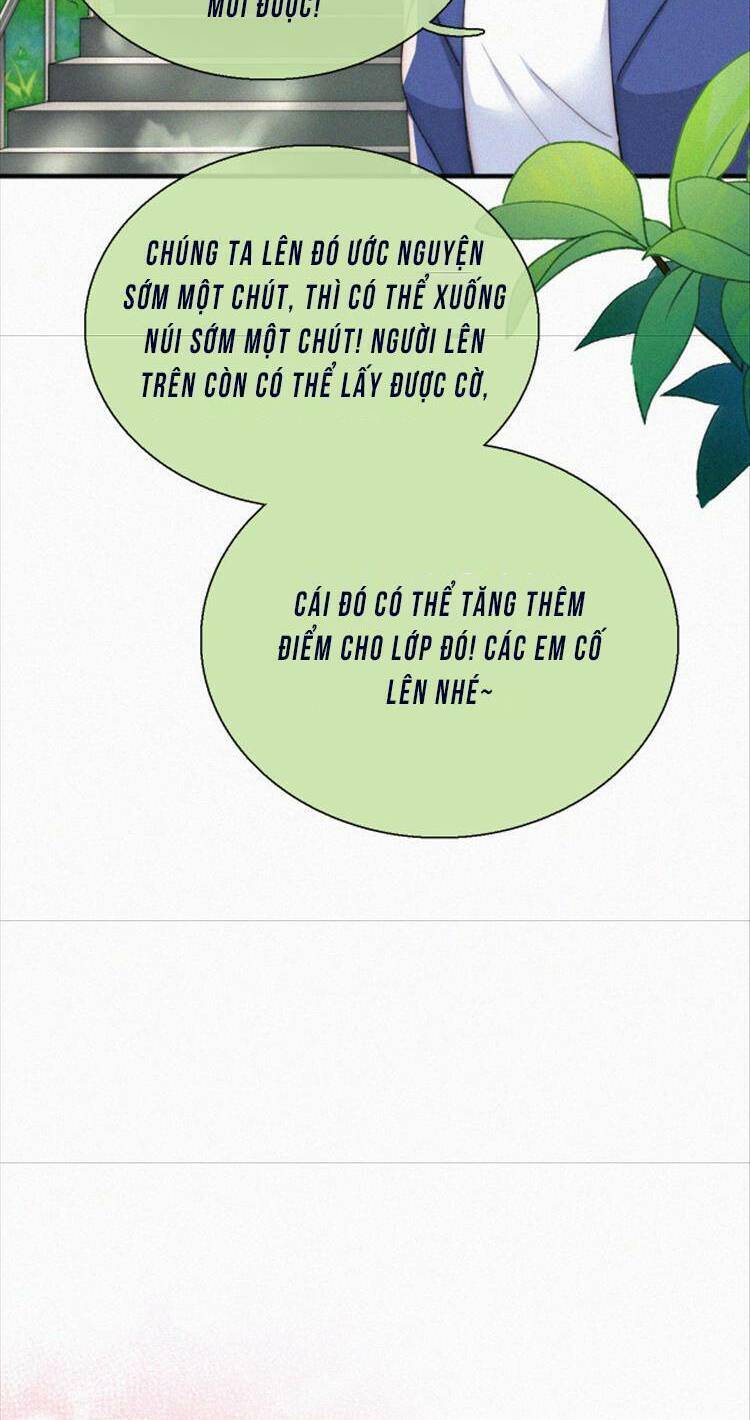 MỚI ĐƯỢC!
CHÚNG TA LÊN ĐÓ ƯỚC NGUYỆN
SỚM MỘT CHÚT, THÌ CÓ THỂ XUỐNG
NÚI SỚM MỘT CHÚT! NGƯỜI LÊN
TRÊN CÒN CÓ THỂ LẤY ĐƯỢC CỜ,
CÁI ĐÓ CÓ THỂ TĂNG THÊM
ĐIỂM CHO LỚP ĐÓ! CÁC EM CỐ
LÊN NHÉ~